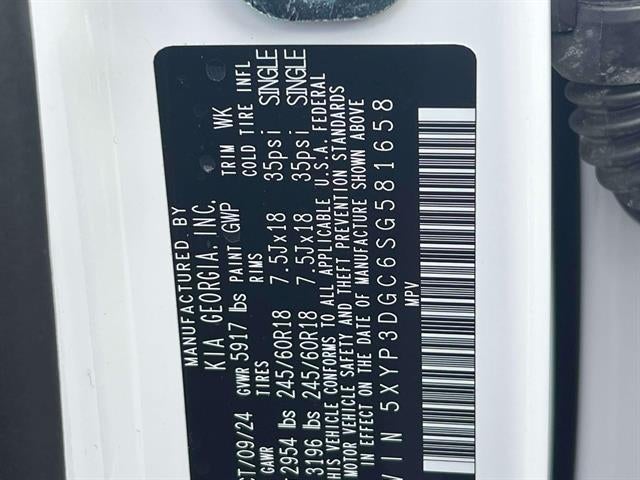 MANUFACTURED BY
KIA GEORGIA, INC.
CT/09/24 GVWR 5917 lbs PAINT GWP TRIM WK
GAWR TIRES RIMS COLD TIRE INFL
2954 lbs 245/60R18 7.5Jx18 35psi SINGLE
3196 lbs 245/60R18 7.5Jx18 35psi SINGLE
THIS VEHICLE CONFORMS TO ALL APPLICABLE U.S.A. FEDERAL
MOTOR VEHICLE SAFETY AND THEFT PREVENTION STANDARDS
IN EFFECT ON THE DATE OF MANUFACTURE SHOWN ABOVE
VIN 5XYP3DGC6SG581658
MPV